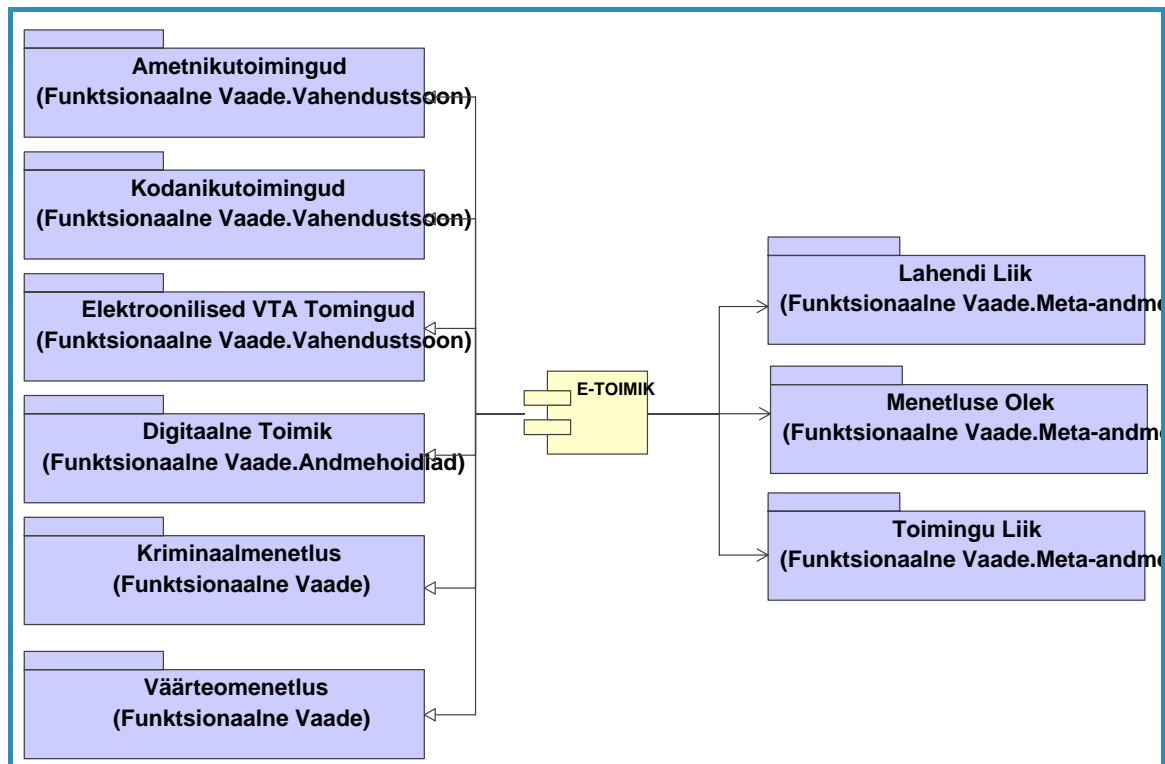 Ametnikutoimingud
(Funktsionaalne Vaade.Vahendustsoon)
Kodanikutoimingud
(Funktsionaalne Vaade.Vahendustsoon)
Elektroonilised VTA Tomingud
(Funktsionaalne Vaade.Vahendustsoon)
Digitaalne Toimik
(Funktsionaalne Vaade.Andmehoidlad)
Kriminaalmenetlus
(Funktsionaalne Vaade)
Väärteomenetlus
(Funktsionaalne Vaade)
E-TOIMIK
Lahendi Liik
(Funktsionaalne Vaade.Meta-andme
Menetluse Olek
(Funktsionaalne Vaade.Meta-andme
Toimingu Liik
(Funktsionaalne Vaade.Meta-andme